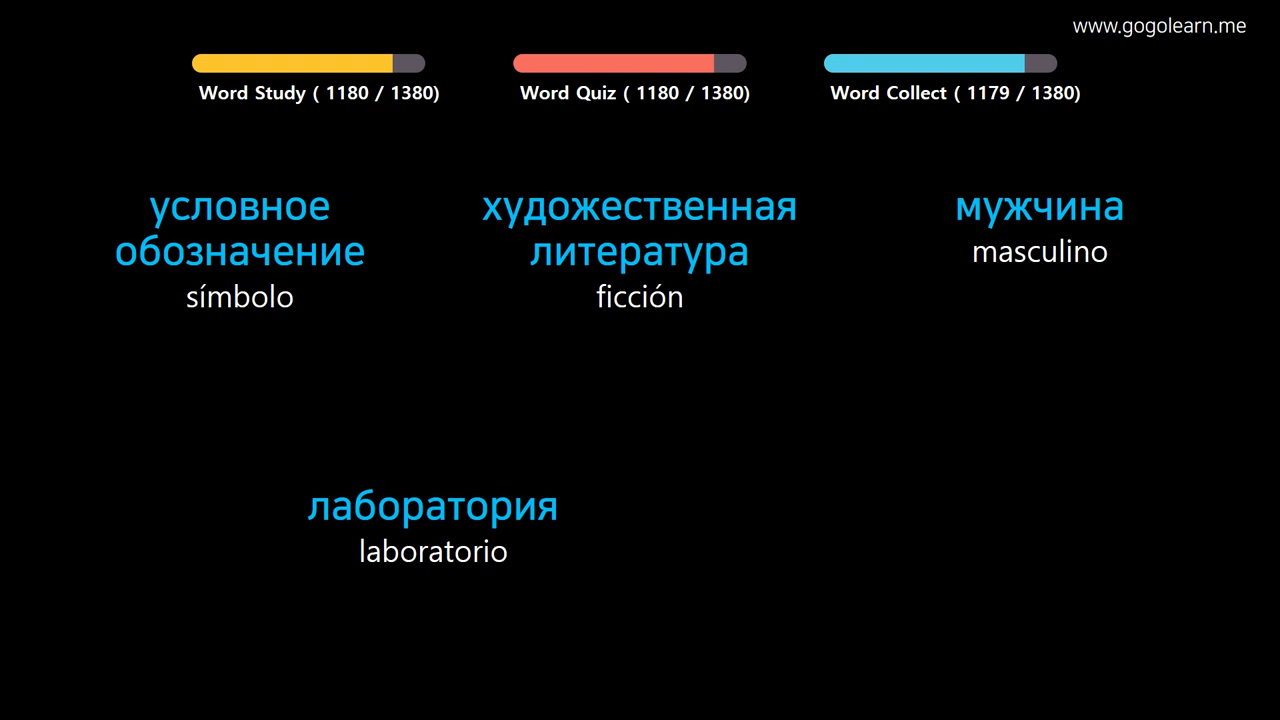 www.gogolearn.me
Word Study ( 1180 / 1380)
Word Quiz ( 1180 / 1380)
Word Collect ( 1179 / 1380)
условное
обозначение
símbolo
художественная
литература
ficción
мужчина
masculino
лаборатория
laboratorio